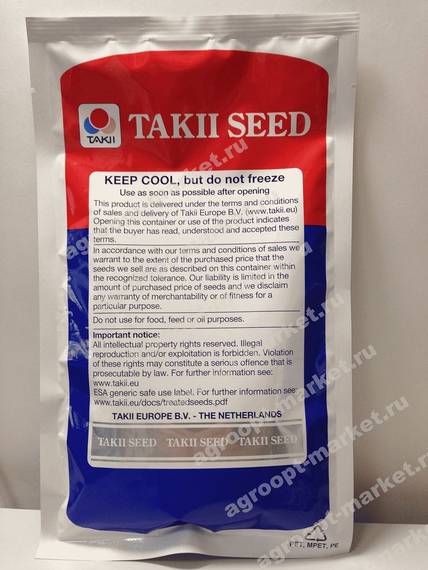 TAKII
TAKII SEED
KEEP COOL, but do not freeze
Use as soon as possible after opening
This product is delivered under the terms and conditions
of sales and delivery of Takii Europe B.V. (www.takii.eu)
Opening this container or use of the product indicates
that the buyer has read, understood and accepted these
terms.
In accordance with our terms and conditions of sales we
warrant to the extent of the purchased price that the
seeds we sell are as described on this container within
the recognized tolerance. Our liability is limited in the
amount of purchased price of seeds and we disclaim
any warranty of merchantability or of fitness for a
particular purpose.
Do not use for food, feed or oil purposes.
Important notice:
All intellectual property rights reserved. Illegal
reproduction and/or exploitation is forbidden. Violation
of these rights may constitute a serious offence that is
prosecutable by law. For further information see:
www.takii.eu
ESA generic safe use label. For further information see:
www.takii.eu/docs/treatedseeds.pdf
TAKII EUROPE B.V. - THE NETHERLANDS
TAKII SEED TAKII SEED TAKII SEED
PET, MPET, PE
agroopt-market.ru
agroopt-market.ru
agroopt-market.ru
agroopt-market.ru